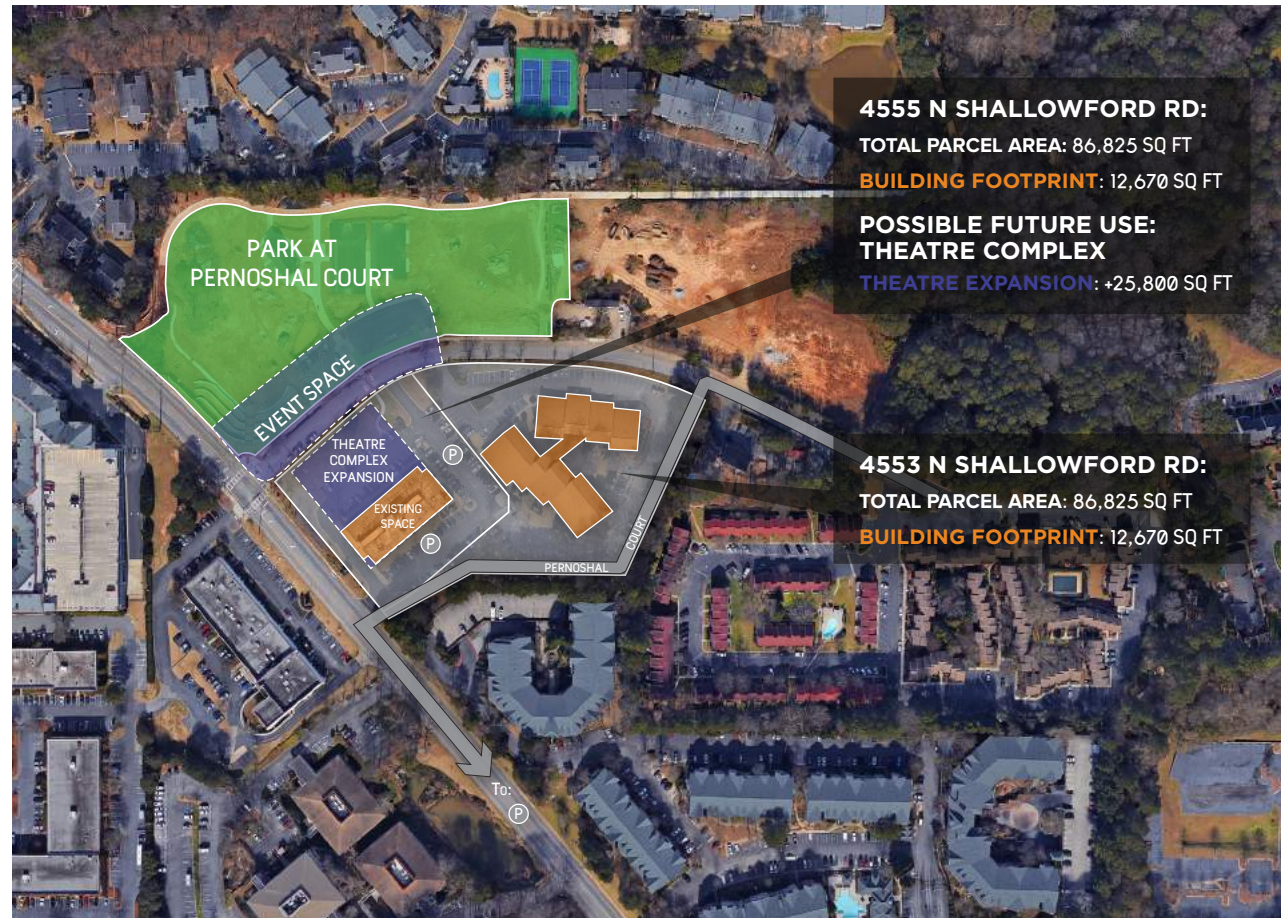 4555 N SHALLOWFORD RD:
TOTAL PARCEL AREA: 86,825 SQ FT
BUILDING FOOTPRINT: 12,670 SQ FT
POSSIBLE FUTURE USE:
THEATRE COMPLEX
THEATRE EXPANSION: +25,800 SQ FT
PARK AT
PERNOSHAL COURT
EVENT SPACE
THEATRE
COMPLEX
EXPANSION
P
EXISTING
SPACE
P
4553 N SHALLOWFORD RD:
TOTAL PARCEL AREA: 86,825 SQ FT
BUILDING FOOTPRINT: 12,670 SQ FT
PERNOSHAL
COURT
To:
P